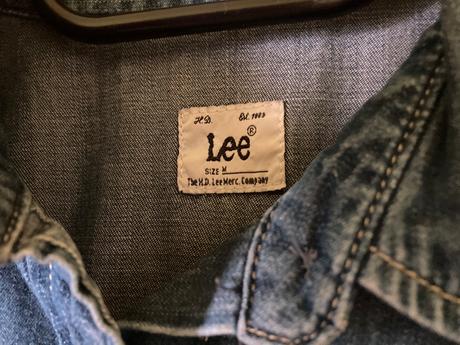 H.D. Est. 1889
Lee®
SIZE M
The H.D. Lee Merc. Company